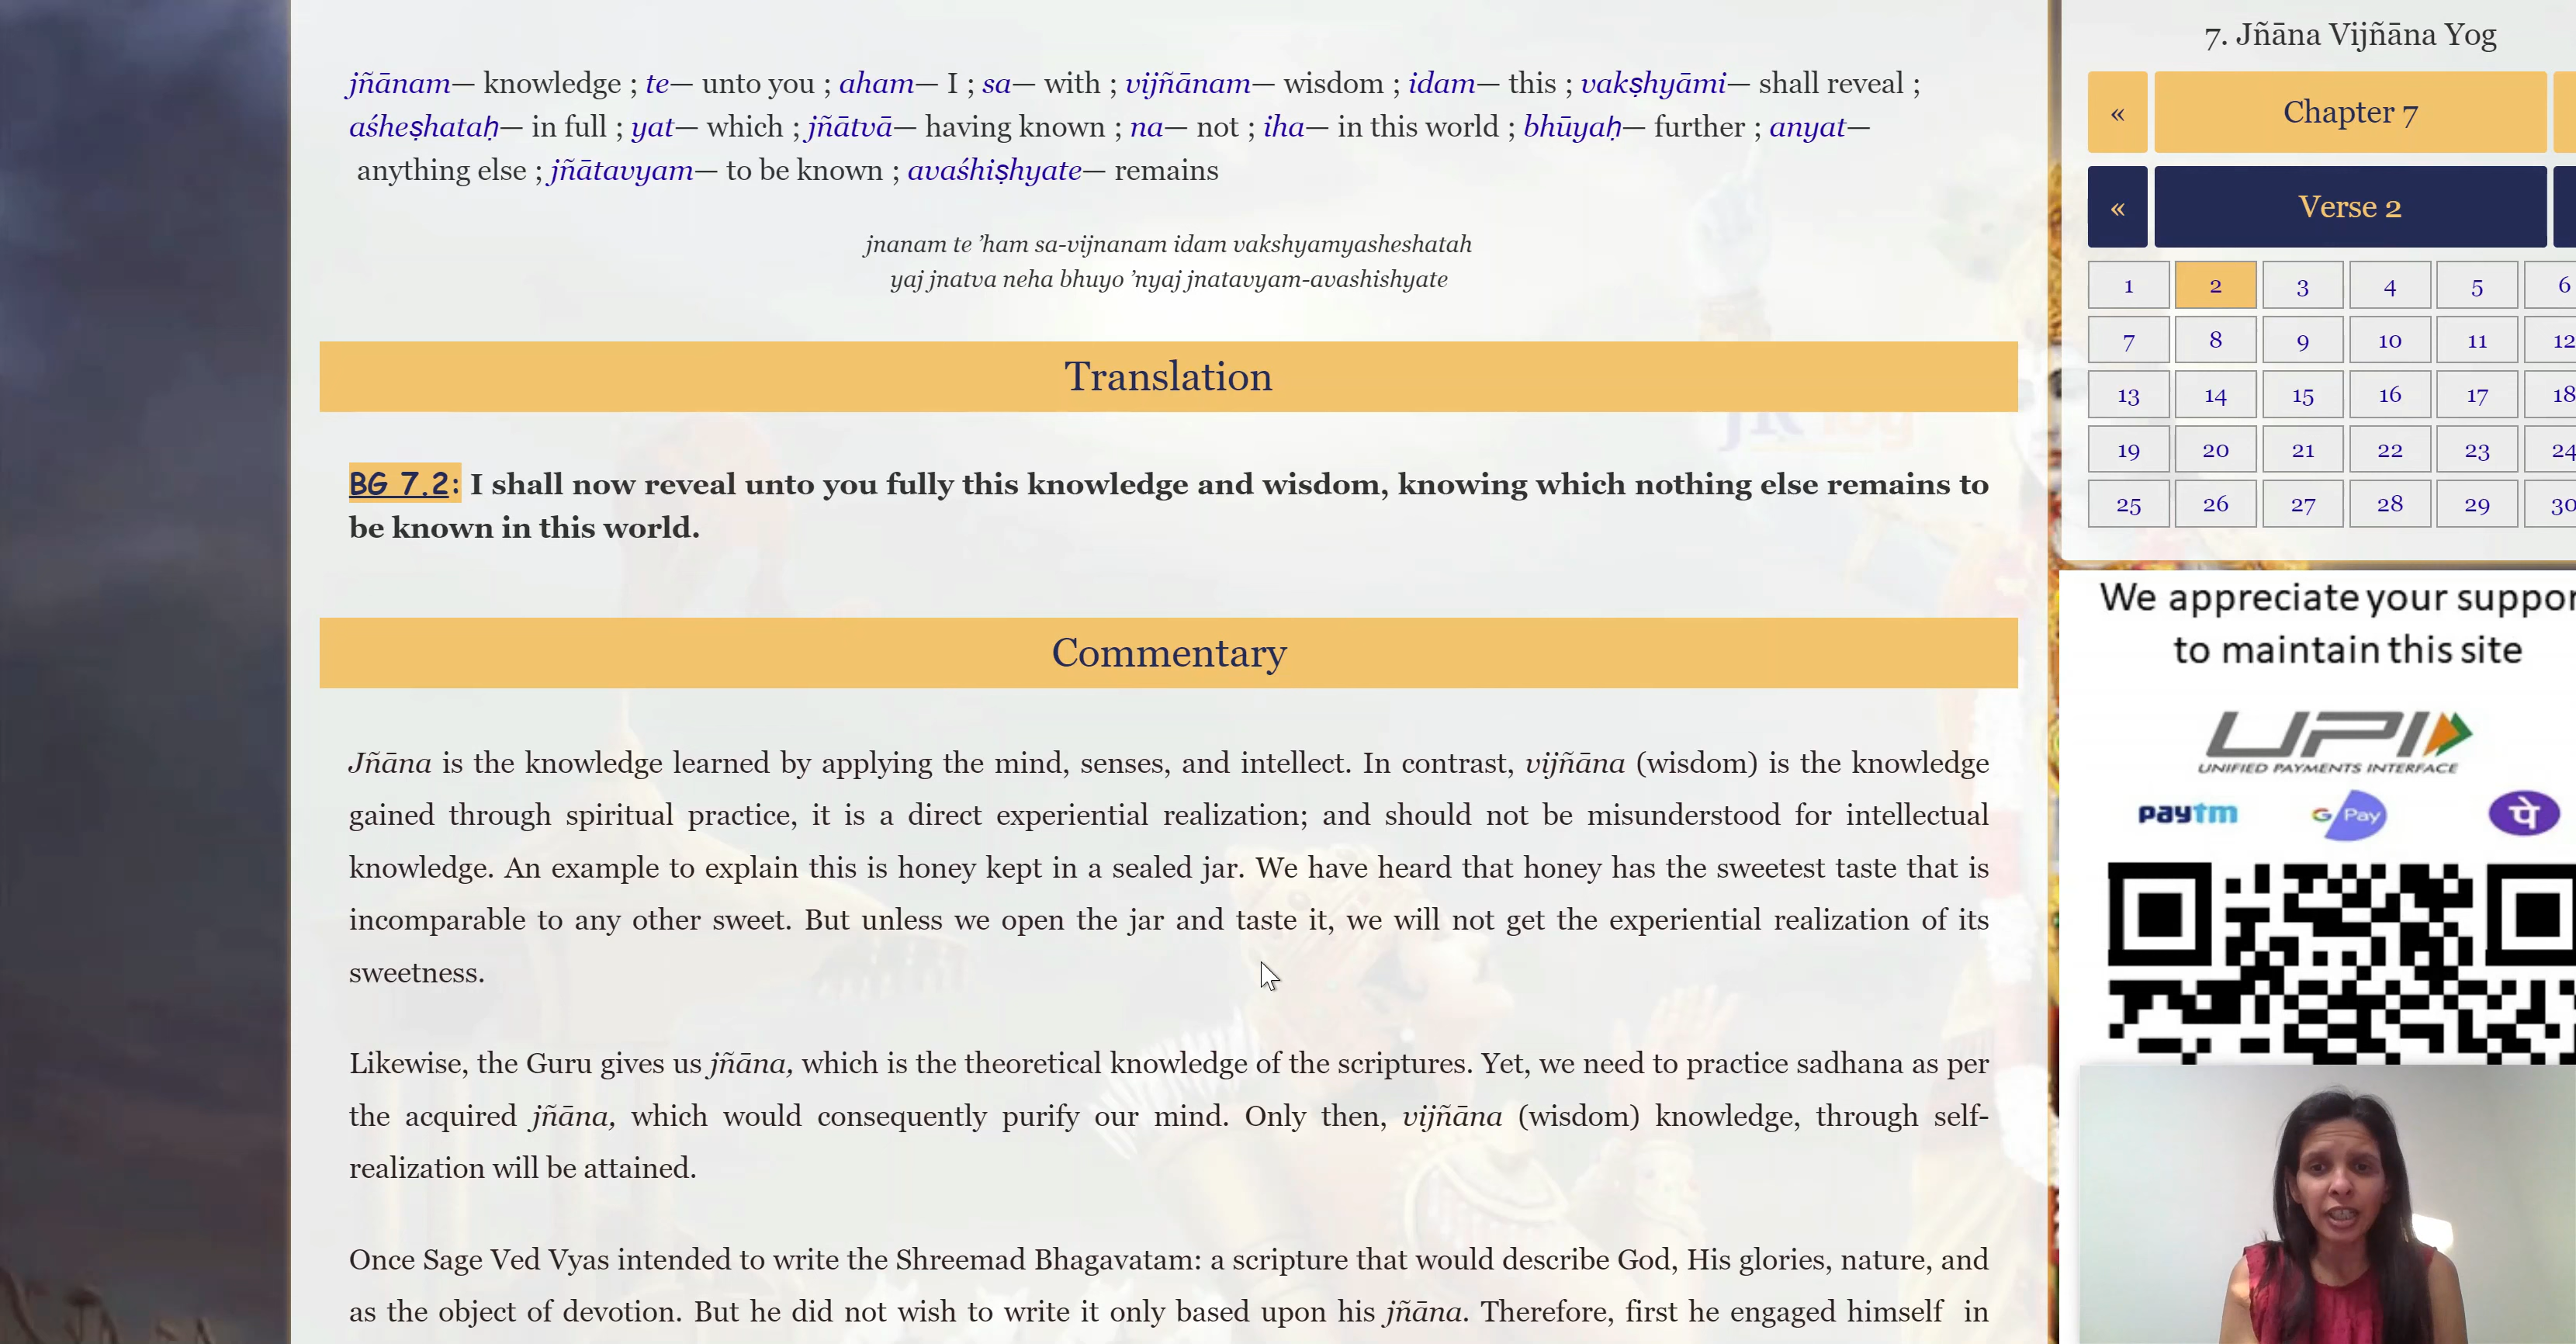 jñānam— knowledge ; te— unto you ; aham— I ; sa— with ; vijñānam— wisdom ; idam— this ; vakṣhyāmi— shall reveal ;
aśheṣhataḥ— in full ; yat— which ; jñātvā— having known ; na— not ; iha— in this world ; bhūyaḥ— further ; anyat—
anything else ; jñātavyam— to be known ; avaśhiṣhyate— remains
jnanam te ’ham sa-vijnanam idam vakshyamyasheshatah
yaj jnatva neha bhuyo ’nyaj jnatavyam-avashishyate
Translation
BG 7.2: I shall now reveal unto you fully this knowledge and wisdom, knowing which nothing else remains to
be known in this world.
Commentary
Jñāna is the knowledge learned by applying the mind, senses, and intellect. In contrast, vijñāna (wisdom) is the knowledge
gained through spiritual practice, it is a direct experiential realization; and should not be misunderstood for intellectual
knowledge. An example to explain this is honey kept in a sealed jar. We have heard that honey has the sweetest taste that is
incomparable to any other sweet. But unless we open the jar and taste it, we will not get the experiential realization of its
sweetness.
Likewise, the Guru gives us jñāna, which is the theoretical knowledge of the scriptures. Yet, we need to practice sadhana as per
the acquired jñāna, which would consequently purify our mind. Only then, vijñāna (wisdom) knowledge, through self-
realization will be attained.
Once Sage Ved Vyas intended to write the Shreemad Bhagavatam: a scripture that would describe God, His glories, nature, and
as the object of devotion. But he did not wish to write it only based upon his jñāna. Therefore, first he engaged himself in
7. Jñāna Vijñāna Yog
« Chapter 7
« Verse 2
1 2 3 4 5 6
7 8 9 10 11 12
13 14 15 16 17 18
19 20 21 22 23 24
25 26 27 28 29 30
We appreciate your suppor
to maintain this site
UPI
UNIFIED PAYMENTS INTERFACE
paytm G Pay पे